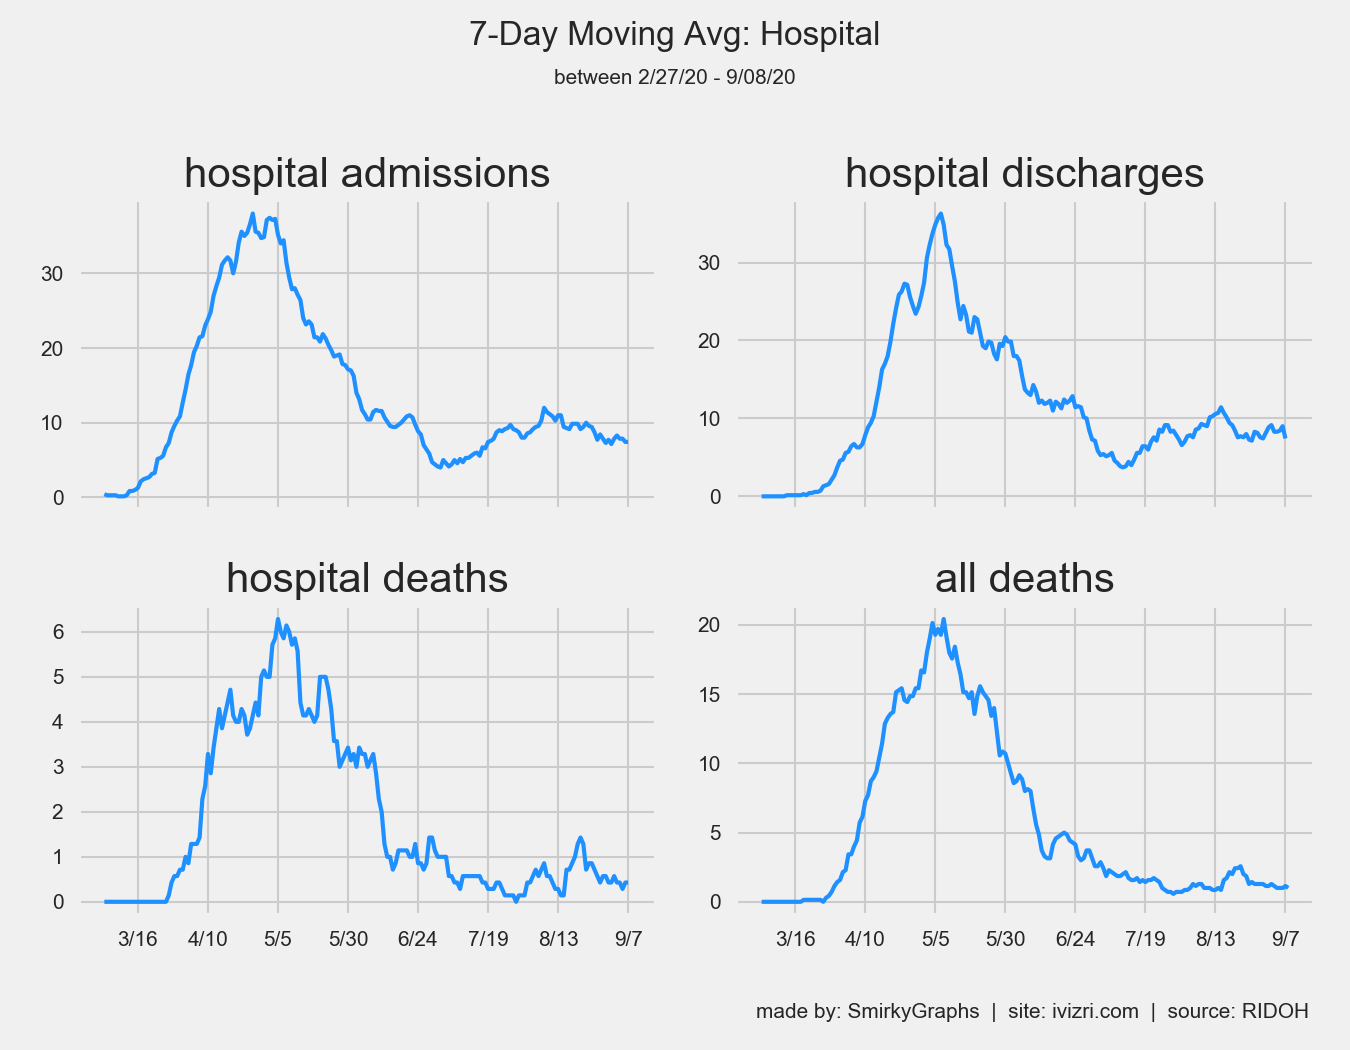 7-Day Moving Avg: Hospital
between 2/27/20 - 9/08/20
hospital admissions
30
20
10
0
hospital discharges
30
20
10
0
hospital deaths
6
5
4
3
2
1
0
3/16 4/10 5/5 5/30 6/24 7/19 8/13 9/7
all deaths
20
15
10
5
0
3/16 4/10 5/5 5/30 6/24 7/19 8/13 9/7
made by: SmirkyGraphs | site: ivizri.com | source: RIDOH